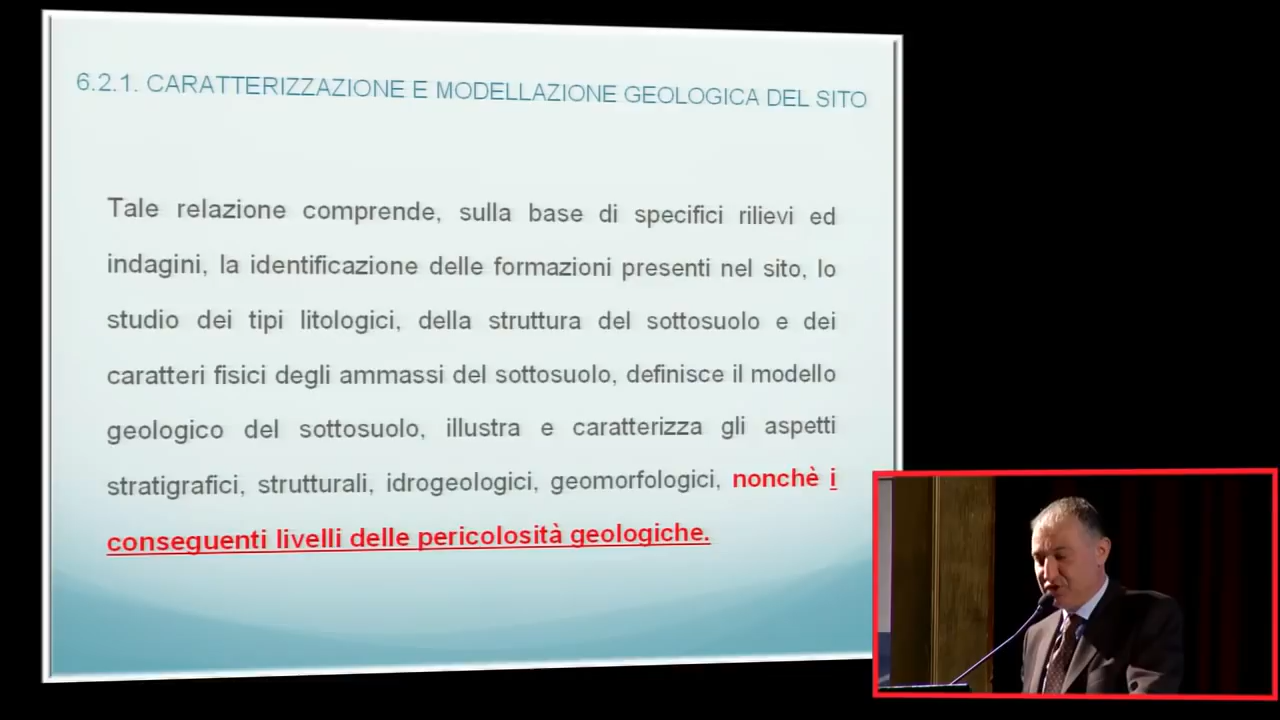 6.2.1. CARATTERIZZAZIONE E MODELLAZIONE GEOLOGICA DEL SITO
Tale relazione comprende, sulla base di specifici rilievi ed
indagini, la identificazione delle formazioni presenti nel sito, lo
studio dei tipi litologici, della struttura del sottosuolo e dei
caratteri fisici degli ammassi del sottosuolo, definisce il modello
geologico del sottosuolo, illustra e caratterizza gli aspetti
stratigrafici, strutturali, idrogeologici, geomorfologici, nonchè i
conseguenti livelli delle pericolosità geologiche.